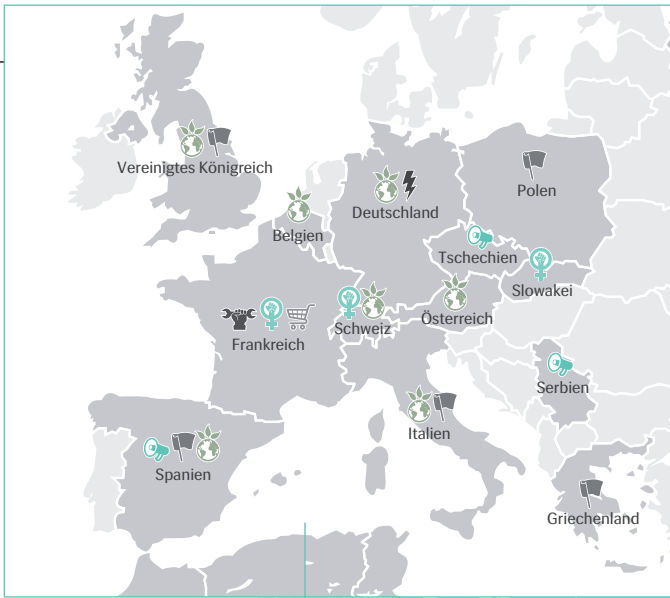 Vereinigtes Königreich
Polen
Deutschland
Belgien
Tschechien
Slowakei
Österreich
Schweiz
Frankreich
Serbien
Italien
Spanien
Griechenland